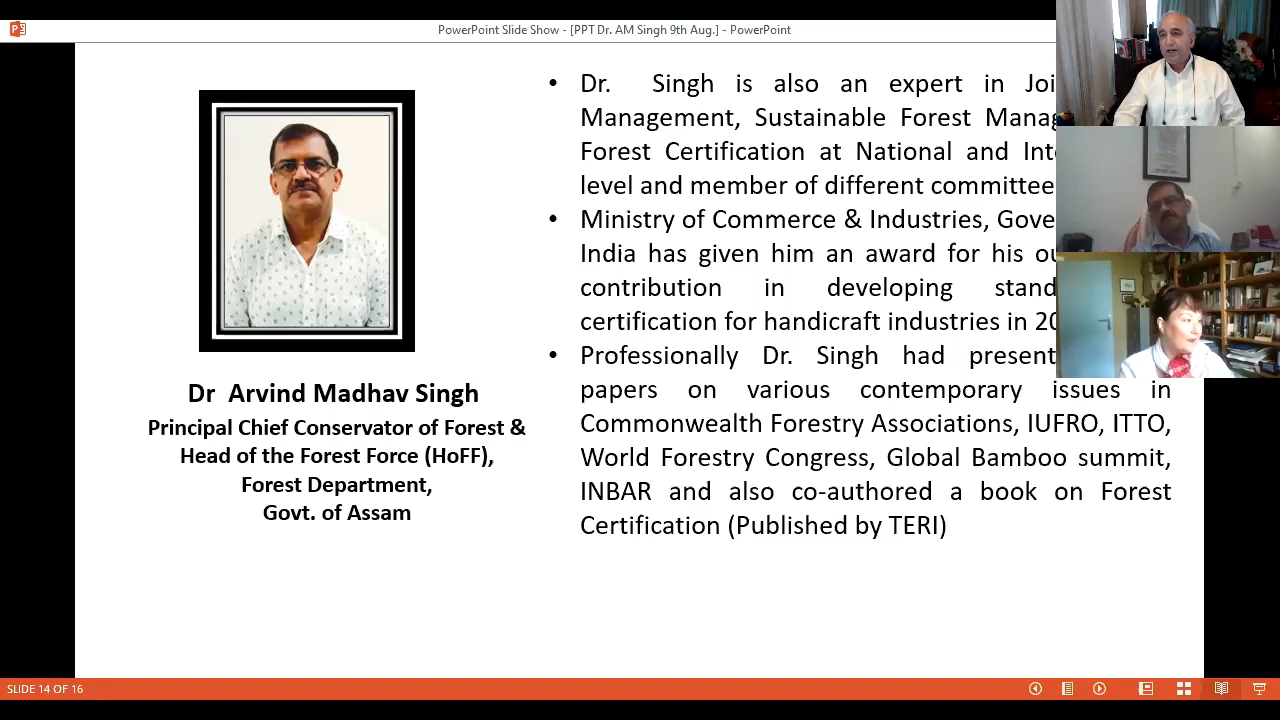 PowerPoint Slide Show - [PPT Dr. AM Singh 9th Aug.] - PowerPoint
Dr Arvind Madhav Singh
Principal Chief Conservator of Forest &
Head of the Forest Force (HoFF),
Forest Department,
Govt. of Assam
• Dr. Singh is also an expert in
Management, Sustainable Forest
Forest Certification at National and
level and member of different committee
• Ministry of Commerce & Industries,
India has given him an award for his
contribution in developing
certification for handicraft industries in
• Professionally Dr. Singh had
papers on various contemporary issues in
Commonwealth Forestry Associations, IUFRO, ITTO,
World Forestry Congress, Global Bamboo summit,
INBAR and also co-authored a book on Forest
Certification (Published by TERI)
SLIDE 14 OF 16